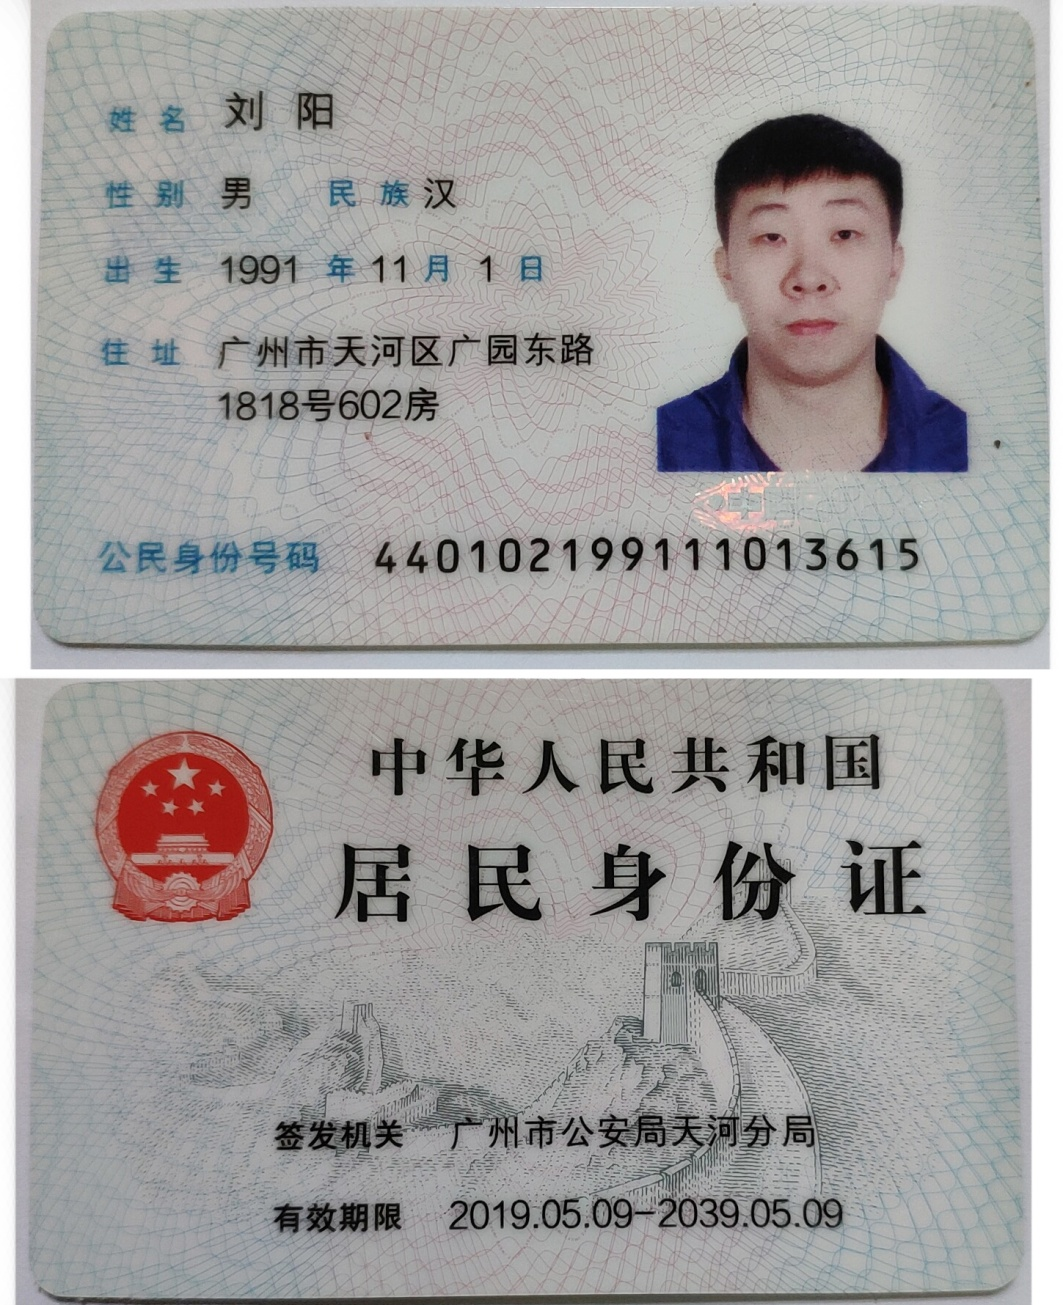 姓名 刘阳
性别 男 民族 汉
出生 1991 年 11 月 1 日
住址 广州市天河区广园东路
1818号602房
公民身份号码 440102199111013615
中华人民共和国
居民身份证
签发机关 广州市公安局天河分局
有效期限 2019.05.09-2039.05.09